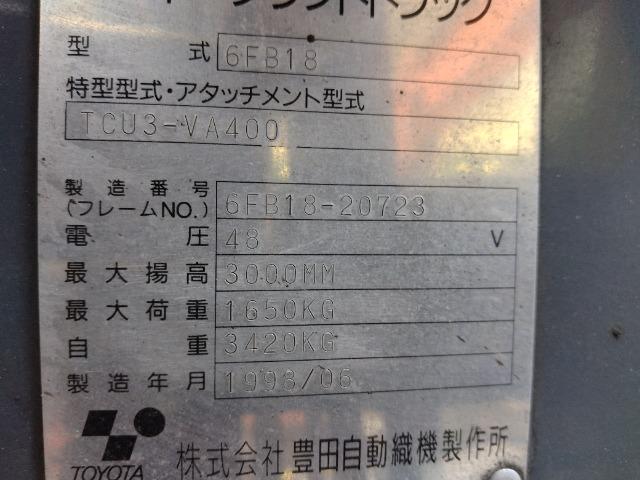 型 式 6FB18
特型型式・アタッチメント型式
TCU3-VA400
製造番号
(フレームNO.) 6FB18-20723
電 圧 48 V
最大揚高 3000MM
最大荷重 1650KG
自 重 3420KG
製造年月 1998/06
TOYOTA 株式会社 豊田自動織機製作所